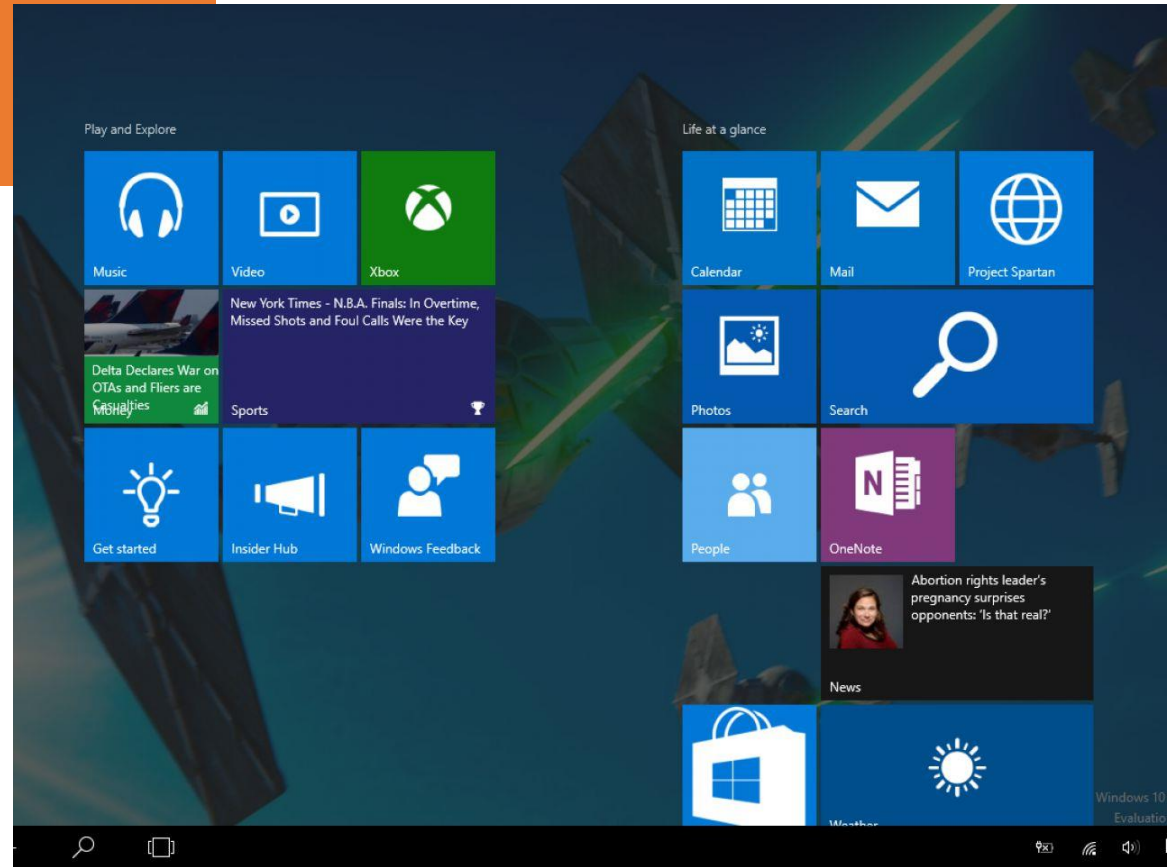 Play and Explore
Music
Video
Xbox
Delta Declares War on
OTAs and Fliers are
Casualties
Money
New York Times - N.B.A. Finals: In Overtime,
Missed Shots and Foul Calls Were the Key
Sports
Get started
Insider Hub
Windows Feedback
Life at a glance
Calendar
Mail
Project Spartan
Photos
Search
People
N
OneNote
Abortion rights leader's
pregnancy surprises
opponents: 'Is that real?'
News
Weather
Windows 10
Evaluatio